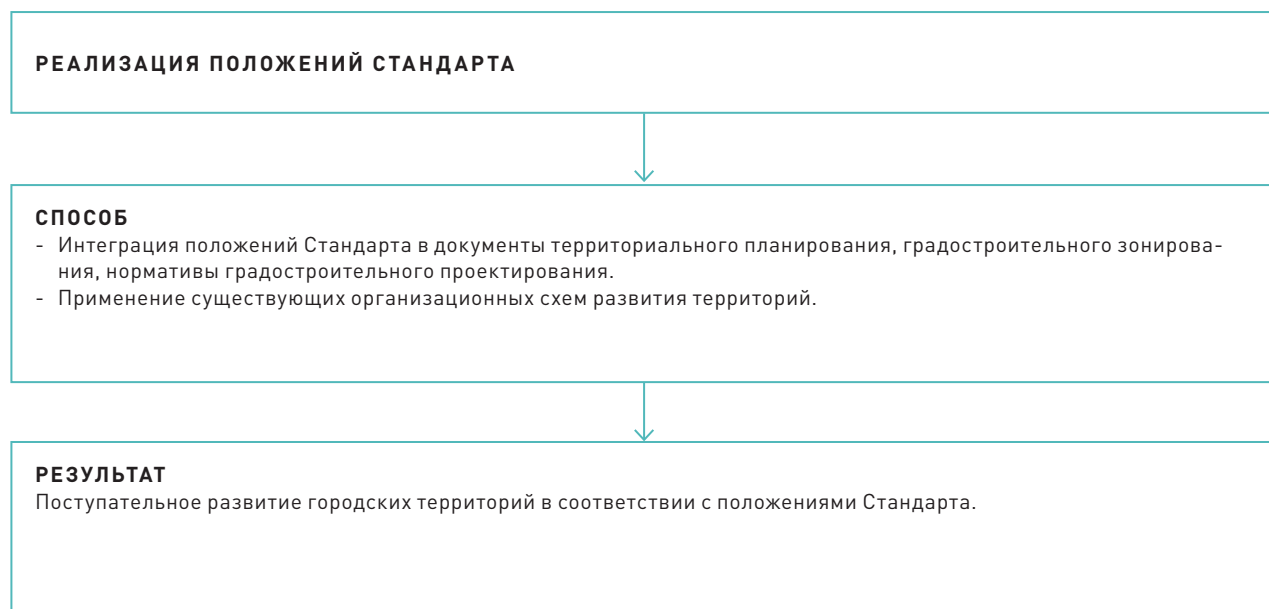 РЕАЛИЗАЦИЯ ПОЛОЖЕНИЙ СТАНДАРТА
СПОСОБ
- Интеграция положений Стандарта в документы территориального планирования, градостроительного зонирова-
ния, нормативы градостроительного проектирования.
- Применение существующих организационных схем развития территорий.
РЕЗУЛЬТАТ
Поступательное развитие городских территорий в соответствии с положениями Стандарта.